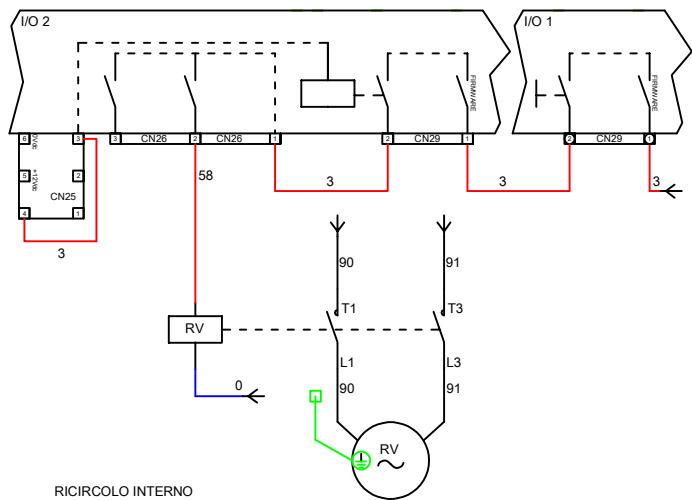 I/O 2
I/O 1
FIRMWARE
FIRMWARE
6
0Vdc
3
3
CN26
2
CN26
1
2
CN29
1
2
CN29
1
5
+12Vdc
2
CN25
4
1
58
3
3
3
3
90
91
T1
T3
RV
L1
L3
0
90
91
RV
RICIRCOLO INTERNO